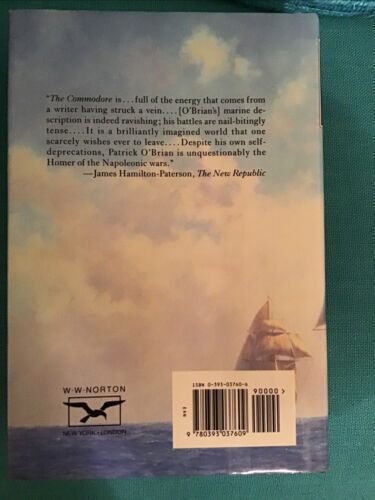 "The Commodore is . . . full of the energy that comes from
a writer having struck a vein. . . . [O'Brian's] marine de-
scription is indeed ravishing; his battles are nail-bitingly
tense. . . . It is a brilliantly imagined world that one
scarcely wishes ever to leave. . . . Despite his own self-
deprecations, Patrick O'Brian is unquestionably the
Homer of the Napoleonic wars."
—James Hamilton-Paterson, The New Republic
ISBN 0-393-03760-6
90000>
W·W·NORTON
NEW YORK · LONDON
9 780393 037609